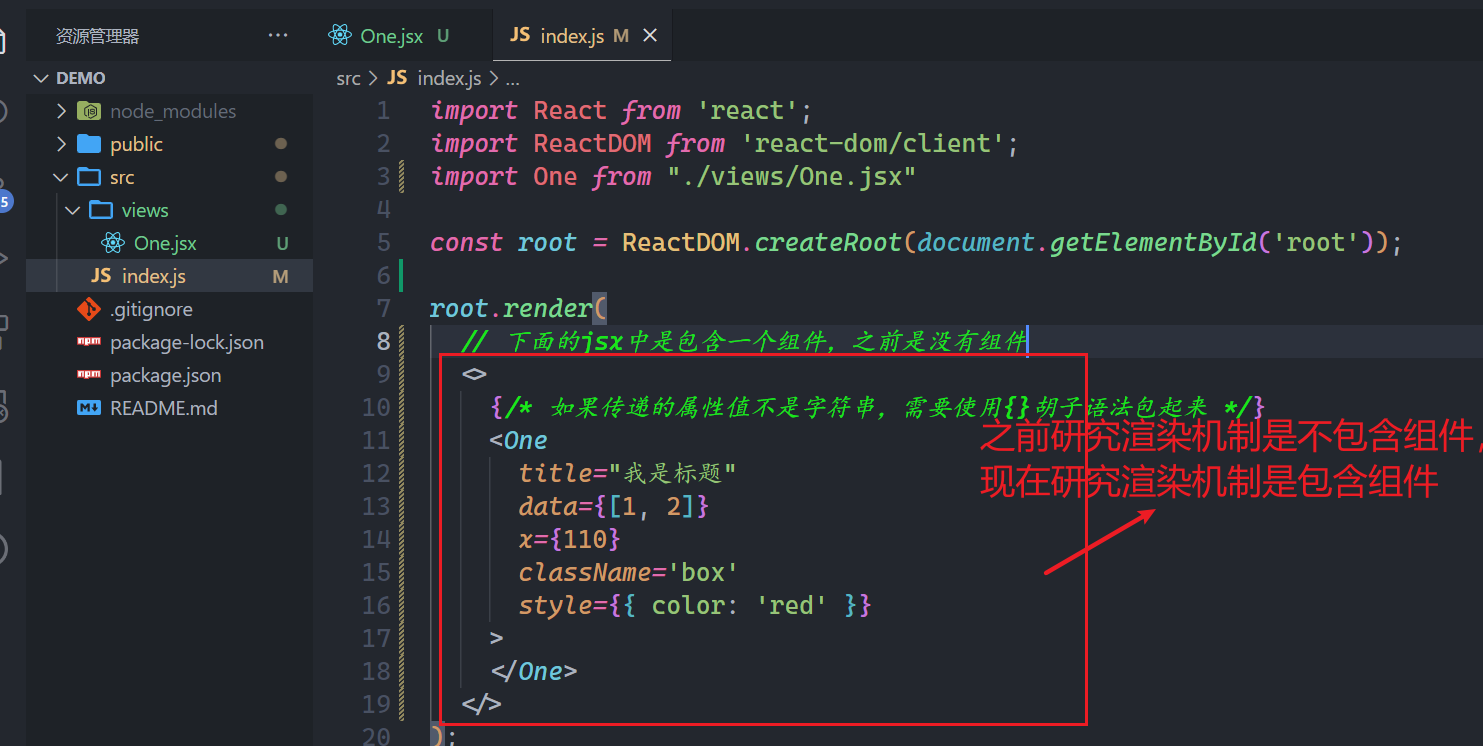 资源管理器 ···
DEMO
node_modules
public
src
views
One.jsx U
JS index.js M
.gitignore
npm package-lock.json
npm package.json
M README.md
5
One.jsx U
JS index.js M
src > JS index.js > ...
1 import React from 'react';
2 import ReactDOM from 'react-dom/client';
3 import One from "./views/One.jsx"
4
5 const root = ReactDOM.createRoot(document.getElementById('root'));
6
7 root.render(
8 // 下面的jsx中是包含一个组件，之前是没有组件
9 <>
10 {/* 如果传递的属性值不是字符串，需要使用{}胡子语法包起来 */}
11 <One
12 title="我是标题"
13 data={[1, 2]}
14 x={110}
15 className='box'
16 style={{ color: 'red' }}
17 >
18 </One>
19 </>
20 );
之前研究渲染机制是不包含组件,
现在研究渲染机制是包含组件